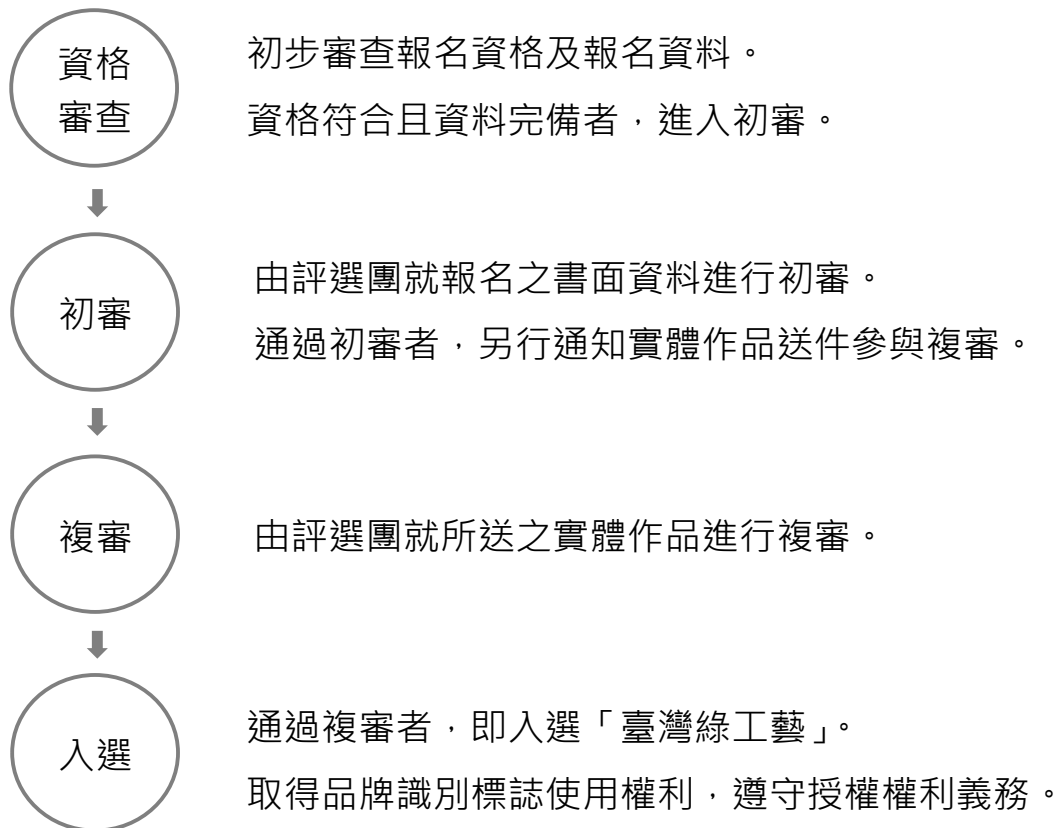 資格
審查
初步審查報名資格及報名資料。
資格符合且資料完備者，進入初審。
初審
由評選團就報名之書面資料進行初審。
通過初審者，另行通知實體作品送件參與複審。
複審
由評選團就所送之實體作品進行複審。
入選
通過複審者，即入選「臺灣綠工藝」。
取得品牌識別標誌使用權利，遵守授權權利義務。